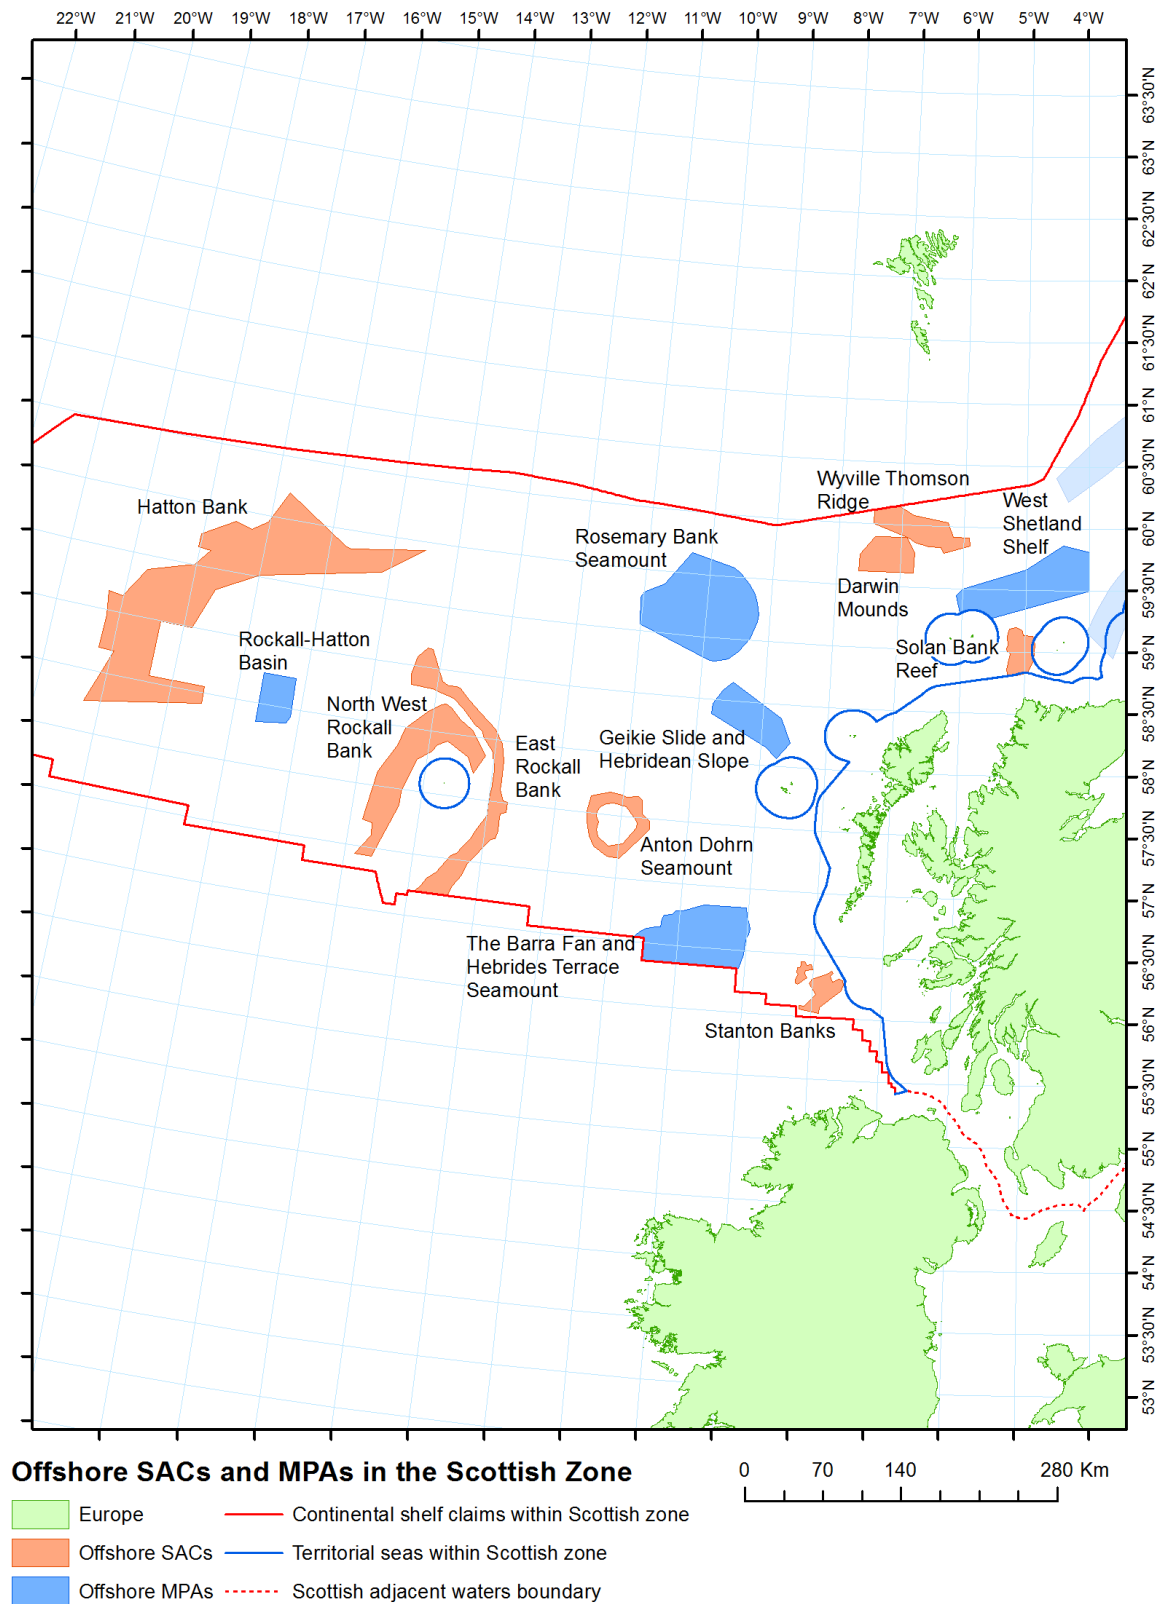 22°W 21°W 20°W 19°W 18°W 17°W 16°W 15°W 14°W 13°W 12°W 11°W 10°W 9°W 8°W 7°W 6°W 5°W 4°W
63°30'N
63°N
62°30'N
62°N
61°30'N
61°N
60°30'N
60°N
59°30'N
59°N
58°30'N
58°N
57°30'N
57°N
56°30'N
56°N
55°30'N
55°N
54°30'N
54°N
53°30'N
53°N
Wyville Thomson
Ridge
West
Shetland
Shelf
Hatton Bank
Rosemary Bank
Seamount
Darwin
Mounds
Rockall-Hatton
Basin
Solan Bank
Reef
North West
Rockall
Bank
East
Rockall
Bank
Geikie Slide and
Hebridean Slope
Anton Dohrn
Seamount
The Barra Fan and
Hebrides Terrace
Seamount
Stanton Banks
Offshore SACs and MPAs in the Scottish Zone
0 70 140 280 Km
Europe
Continental shelf claims within Scottish zone
Offshore SACs
Territorial seas within Scottish zone
Offshore MPAs
Scottish adjacent waters boundary